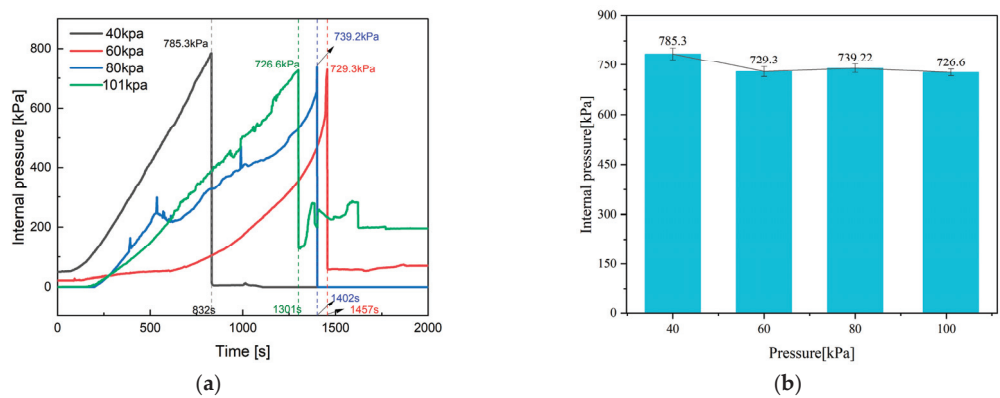 40kpa
60kpa
80kpa
101kpa
785.3kPa
726.6kPa
739.2kPa
729.3kPa
800
600
400
200
0
Internal pressure [kPa]
832s
1301s
1402s
1457s
0 500 1000 1500 2000
Time [s]
(a)
900
750
600
450
300
150
0
Internal pressure[kPa]
785.3 729.3 739.22 726.6
40 60 80 100
Pressure[kPa]
(b)